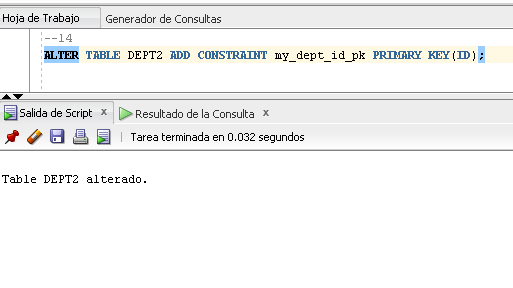 Hoja de Trabajo Generador de Consultas
--14
ALTER TABLE DEPT2 ADD CONSTRAINT my_dept_id_pk PRIMARY KEY(ID);
Salida de Script x Resultado de la Consulta x
Tarea terminada en 0.032 segundos
Table DEPT2 alterado.